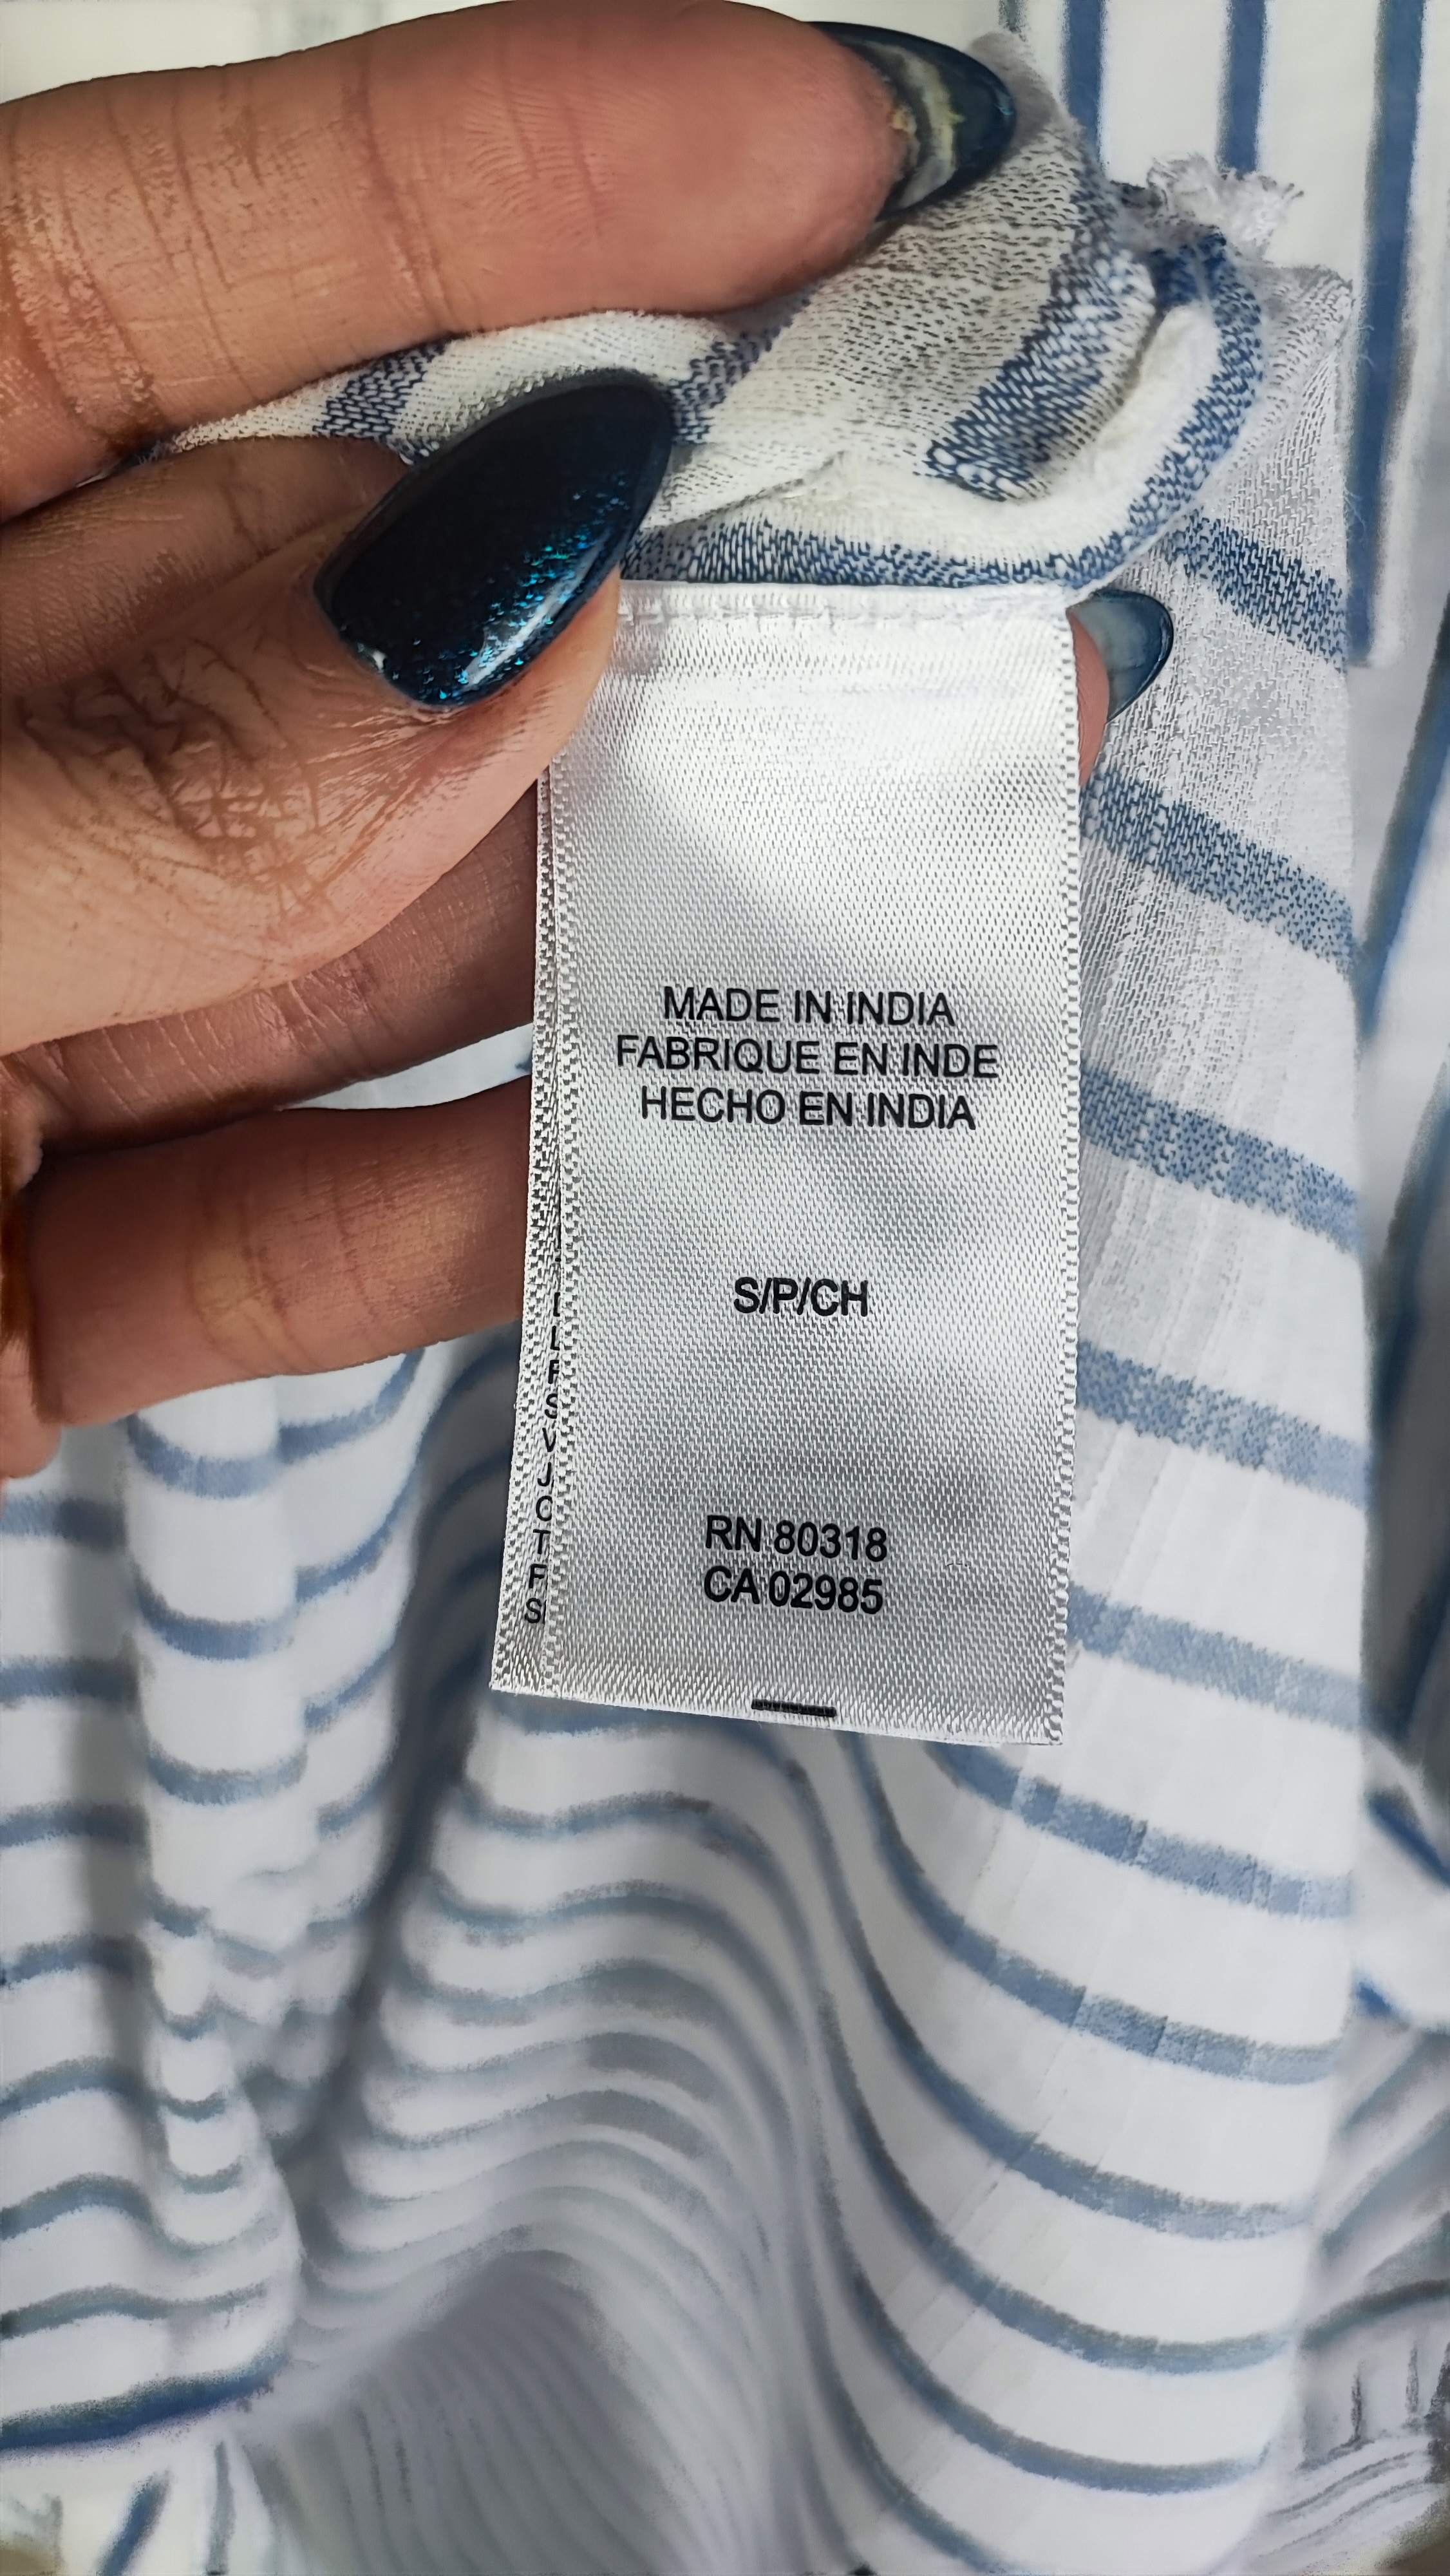 MADE IN INDIA
FABRIQUE EN INDE
HECHO EN INDIA
S/P/CH
RN 80318
CA 02985